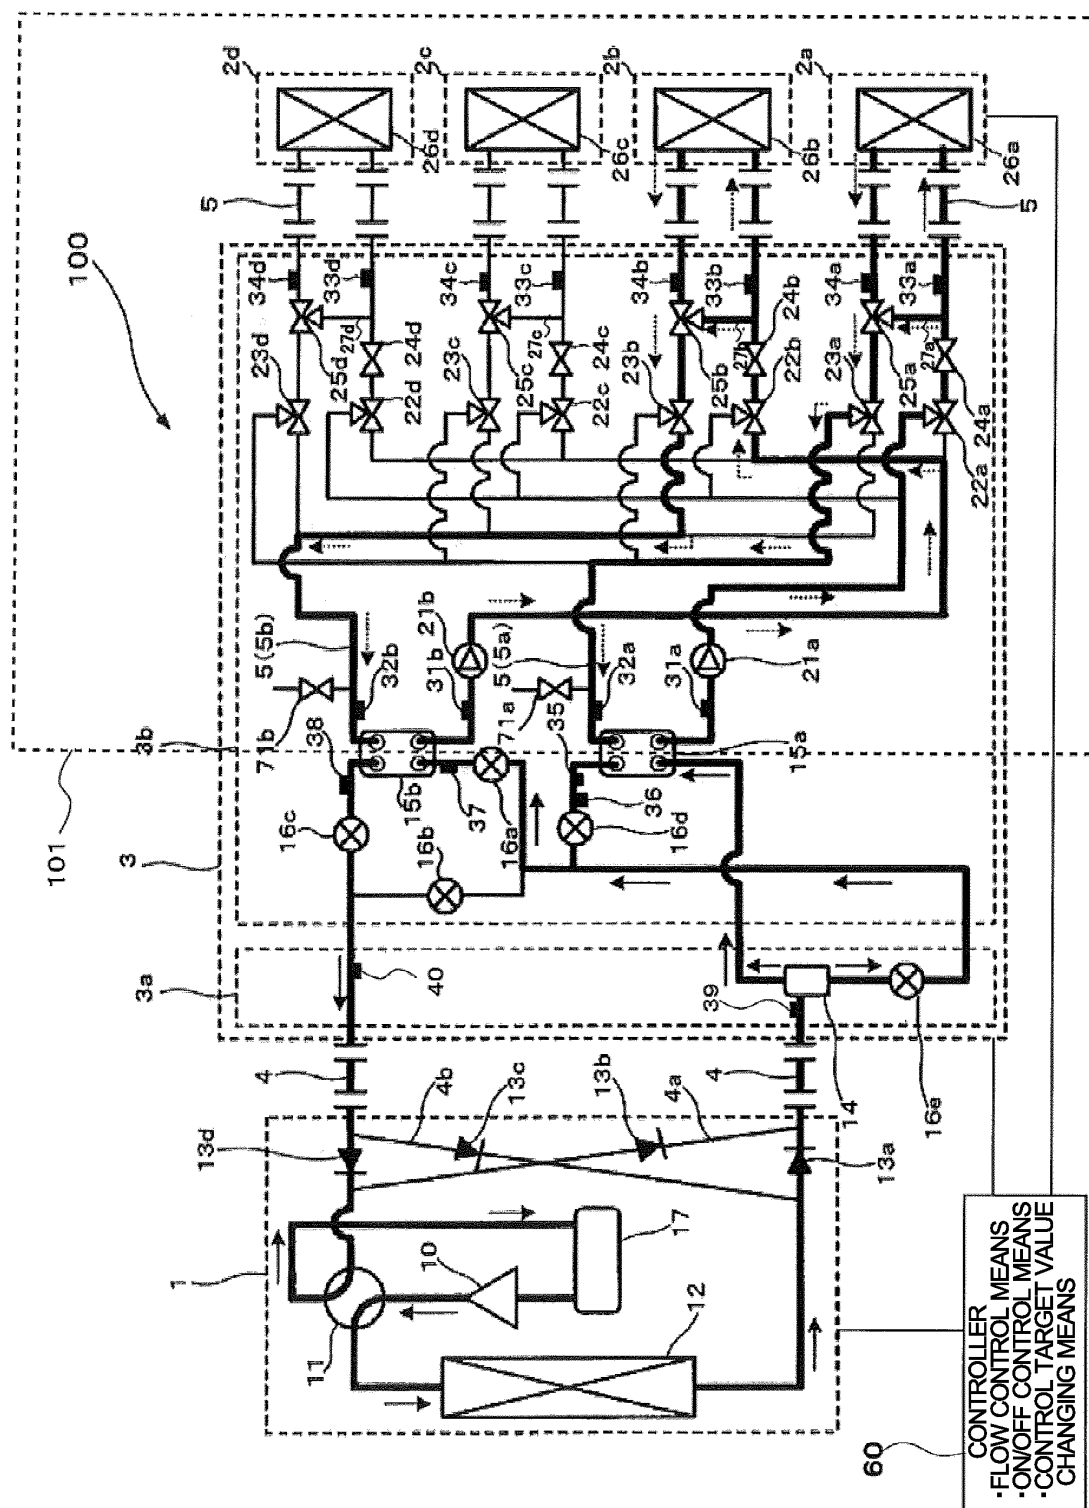 100
101
2d
2c
2b
2a
26d
26c
26b
26a
5
5
34d
33d
34c
33c
34b
33b
34a
33a
27d
27c
27b
27a
23d
25d
24d
22d
23c
25c
24c
22c
23b
25b
24b
22b
23a
25a
24a
22a
5(5b)
21b
5(5a)
21a
71b
32b
31b
71a
32a
31a
3b
38
35
15a
15b
37
36
16c
16b
16a
16d
3
3a
40
39
14
16e
4
4
4b
13c
13b
4a
13d
13a
1
11
10
17
12
60
CONTROLLER
·FLOW CONTROL MEANS
·ON/OFF CONTROL MEANS
·CONTROL TARGET VALUE
CHANGING MEANS